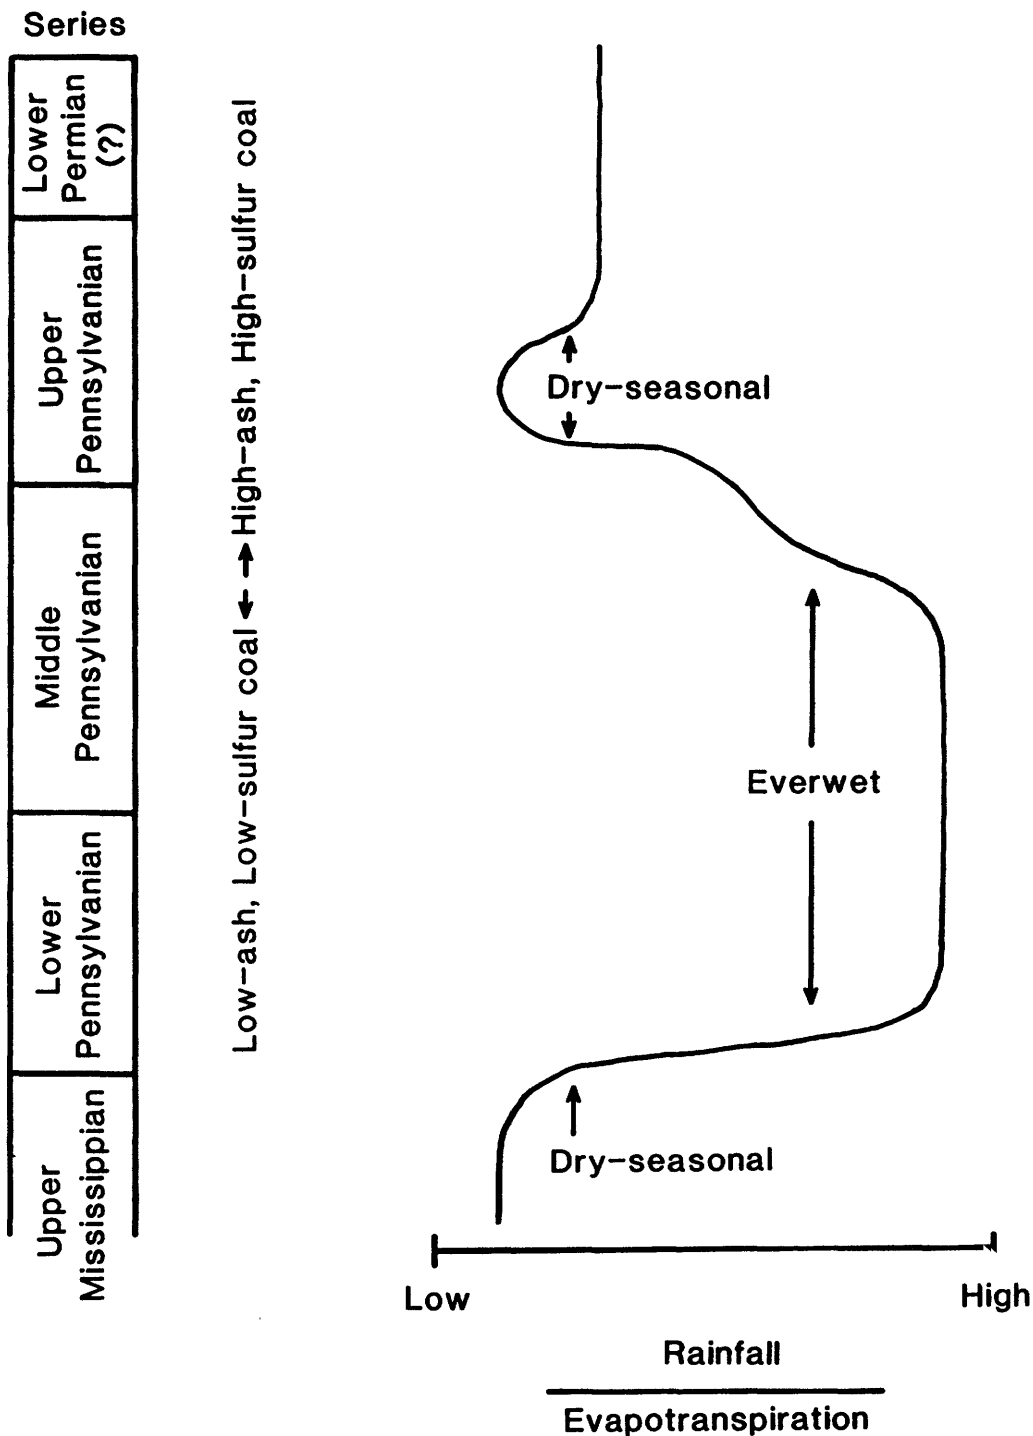 Series
Lower
Permian
(?)
Upper
Pennsylvanian
Middle
Pennsylvanian
Lower
Pennsylvanian
Upper
Mississippian
Low-ash, Low-sulfur coal ←→ High-ash, High-sulfur coal
Dry-seasonal
Everwet
Dry-seasonal
Low
High
Rainfall
Evapotranspiration